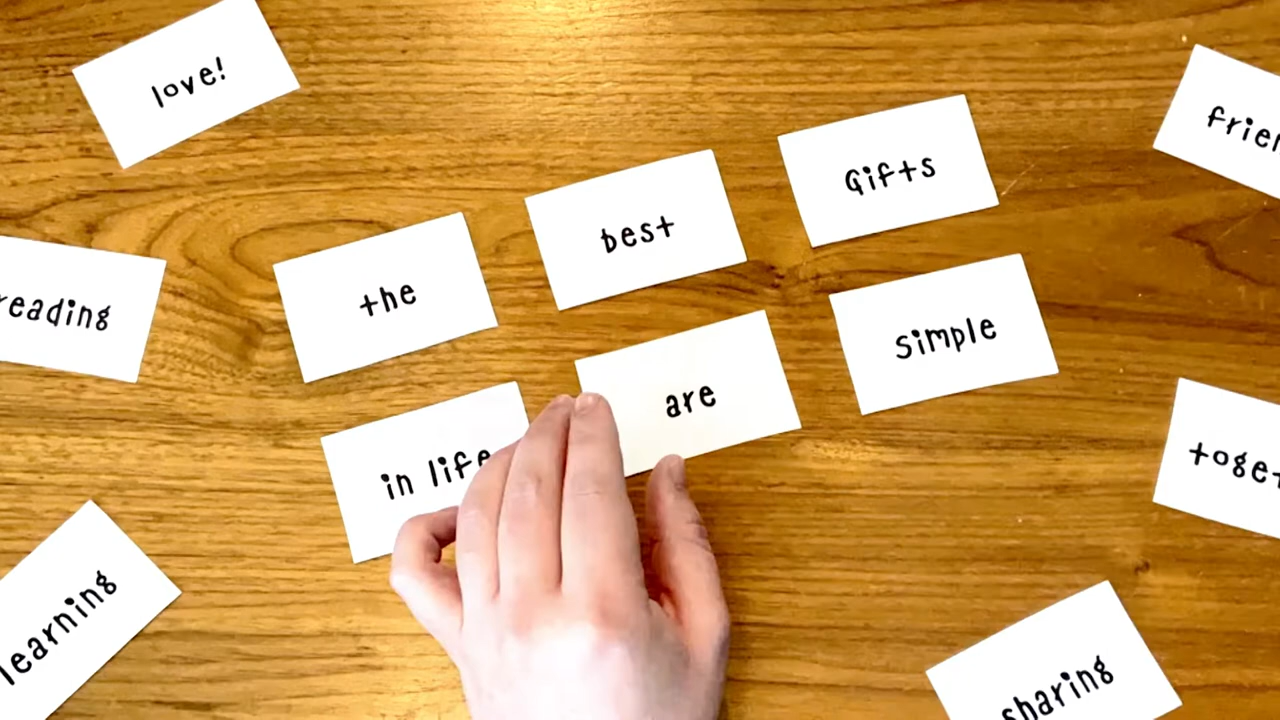 love!
the best Gifts
in life are simple
reading
learning
sharing